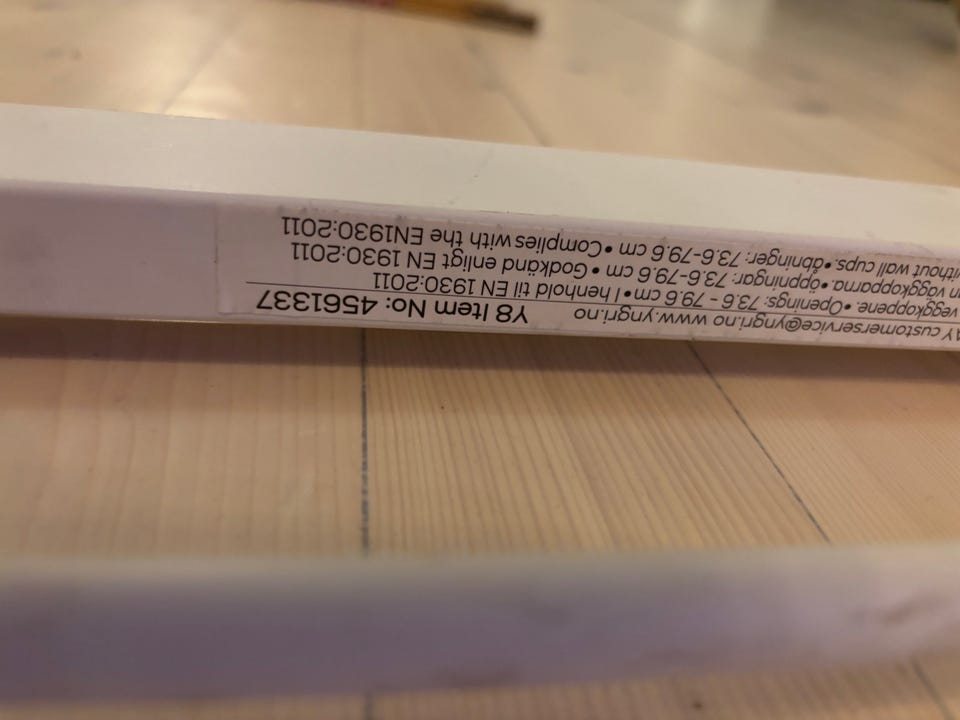 AY customerservice@yngri.no www.yngri.no Y8 Item No: 4561337
veggkoppene. • Openings: 73.6 - 79.6 cm • I henhold til EN 1930:2011
väggkopparna. • öppningar: 73.6-79.6 cm • Godkänd enligt EN 1930:2011
without wall cups. • åbninger: 73.6-79.6 cm • Complies with the EN1930:2011